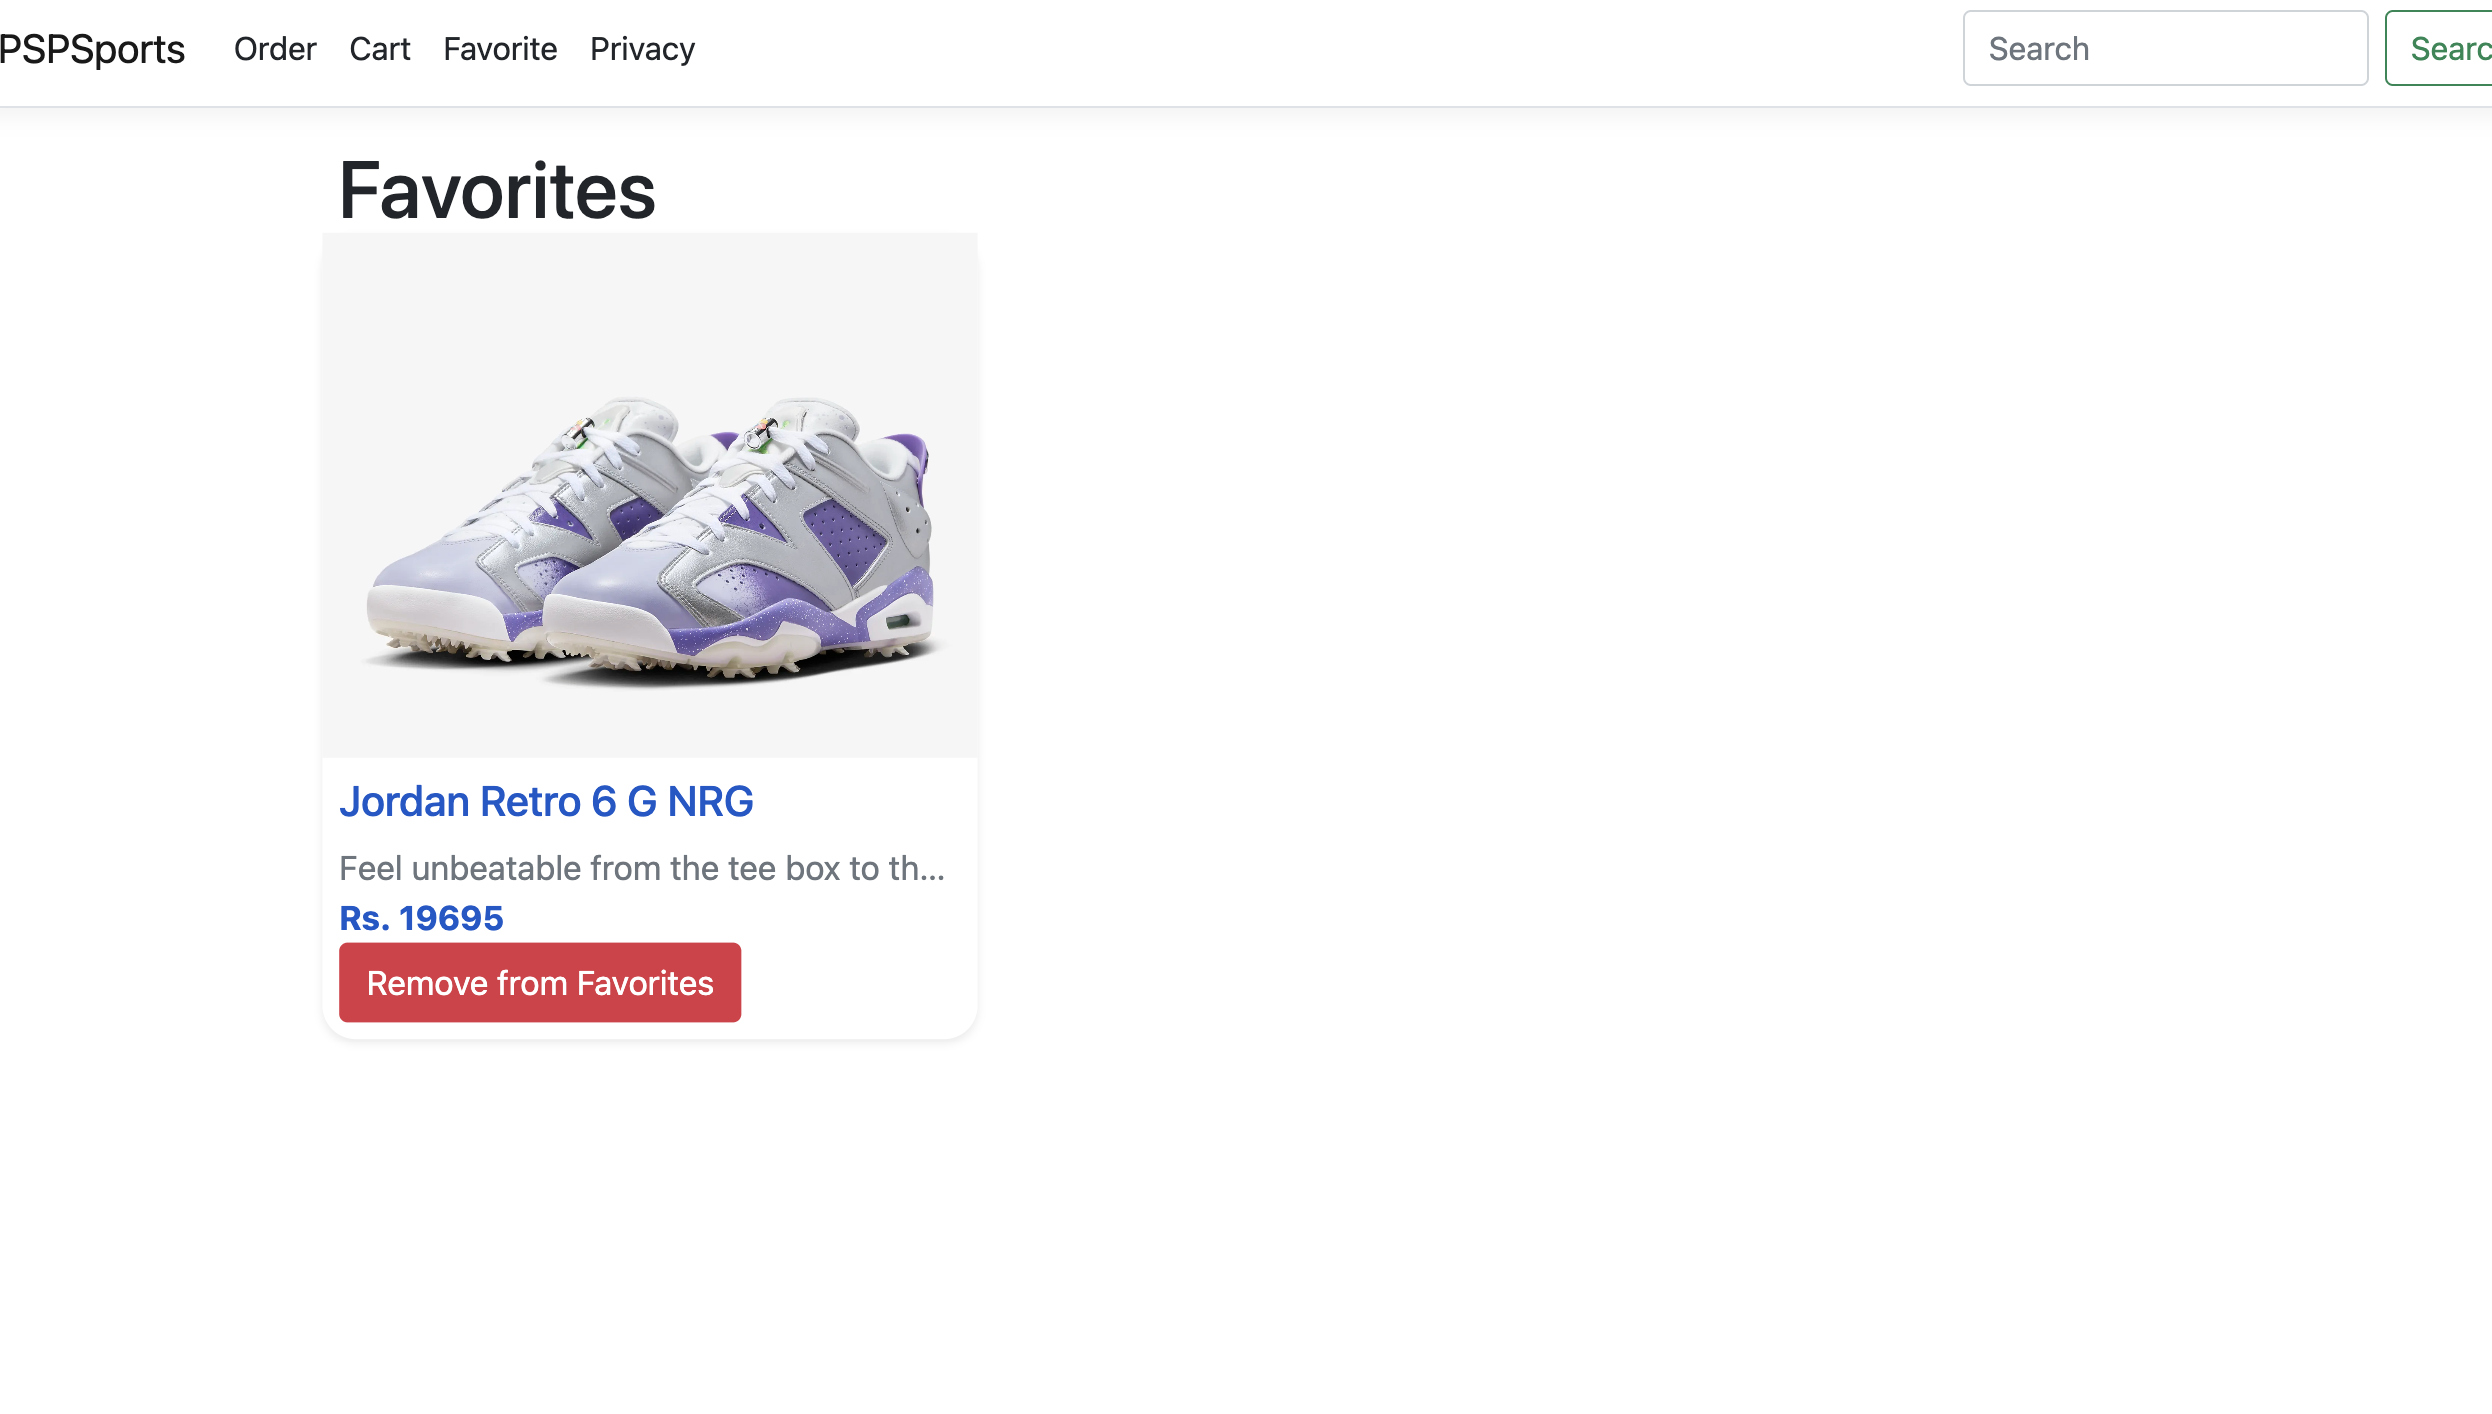 PSPSports Order Cart Favorite Privacy Search
Favorites
Jordan Retro 6 G NRG
Feel unbeatable from the tee box to th...
Rs. 19695
Remove from Favorites